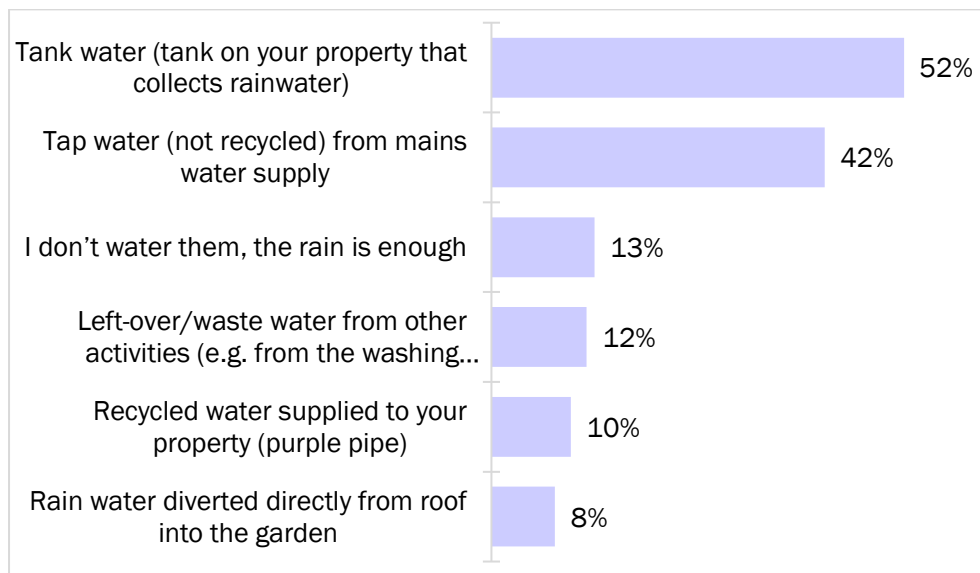 Tank water (tank on your property that
collects rainwater)
52%
Tap water (not recycled) from mains
water supply
42%
I don’t water them, the rain is enough
13%
Left-over/waste water from other
activities (e.g. from the washing...
12%
Recycled water supplied to your
property (purple pipe)
10%
Rain water diverted directly from roof
into the garden
8%